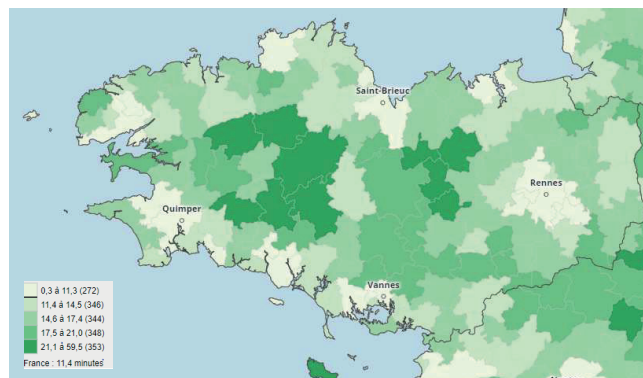 Saint-Brieuc
Rennes
Quimper
Vannes
0,3 à 11,3 (272)
11,4 à 14,5 (346)
14,6 à 17,4 (344)
17,5 à 21,0 (348)
21,1 à 59,5 (353)
France : 11,4 minutes